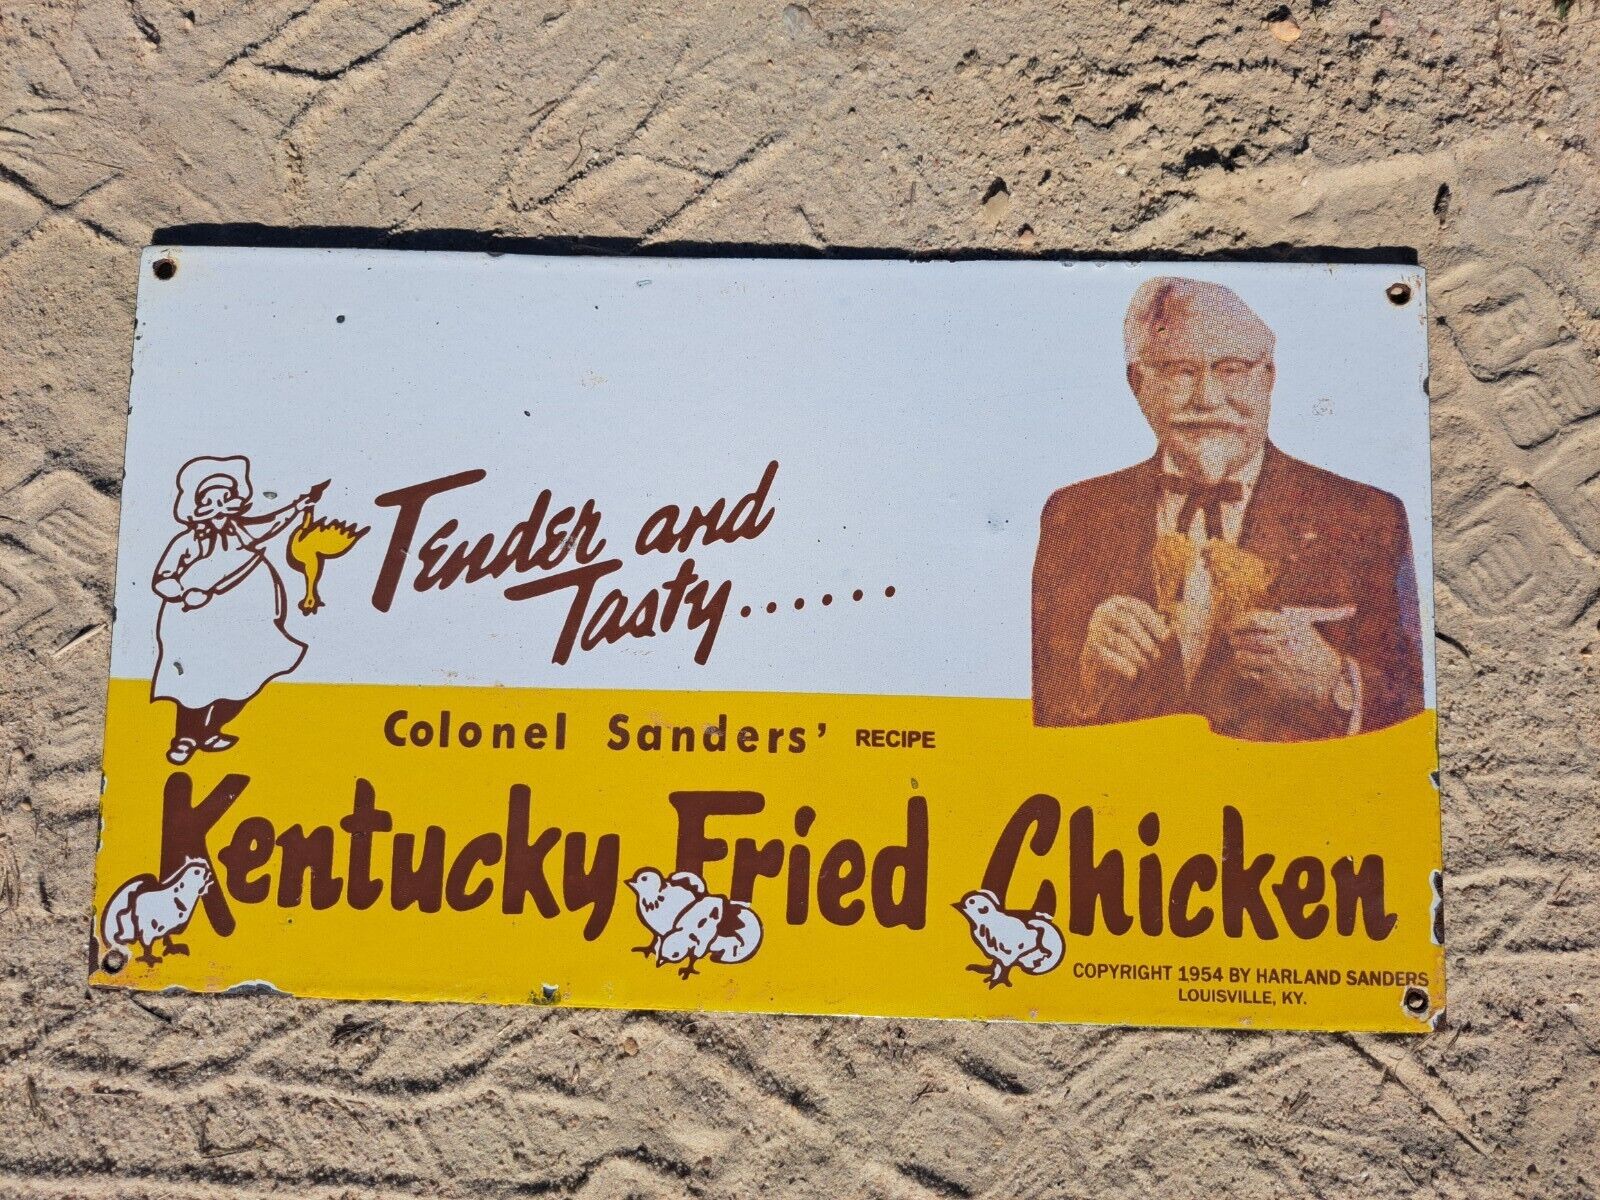 Tender and
Tasty......
Colonel Sanders' RECIPE
Kentucky Fried Chicken
COPYRIGHT 1954 BY HARLAND SANDERS
LOUISVILLE, KY.